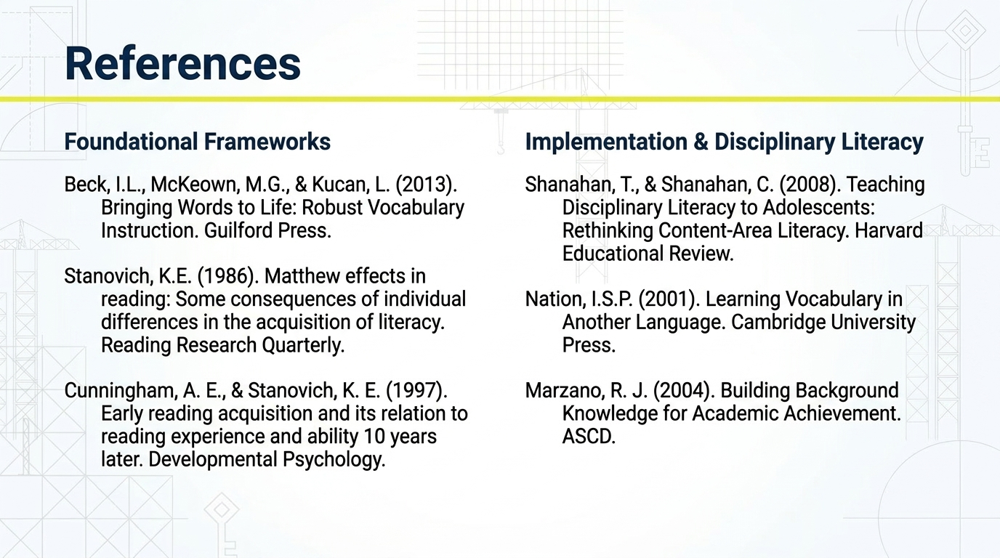 References
Foundational Frameworks
Beck, I.L., McKeown, M.G., & Kucan, L. (2013).
Bringing Words to Life: Robust Vocabulary
Instruction. Guilford Press.
Stanovich, K.E. (1986). Matthew effects in
reading: Some consequences of individual
differences in the acquisition of literacy.
Reading Research Quarterly.
Cunningham, A. E., & Stanovich, K. E. (1997).
Early reading acquisition and its relation to
reading experience and ability 10 years
later. Developmental Psychology.
Implementation & Disciplinary Literacy
Shanahan, T., & Shanahan, C. (2008). Teaching
Disciplinary Literacy to Adolescents:
Rethinking Content-Area Literacy. Harvard
Educational Review.
Nation, I.S.P. (2001). Learning Vocabulary in
Another Language. Cambridge University
Press.
Marzano, R. J. (2004). Building Background
Knowledge for Academic Achievement.
ASCD.